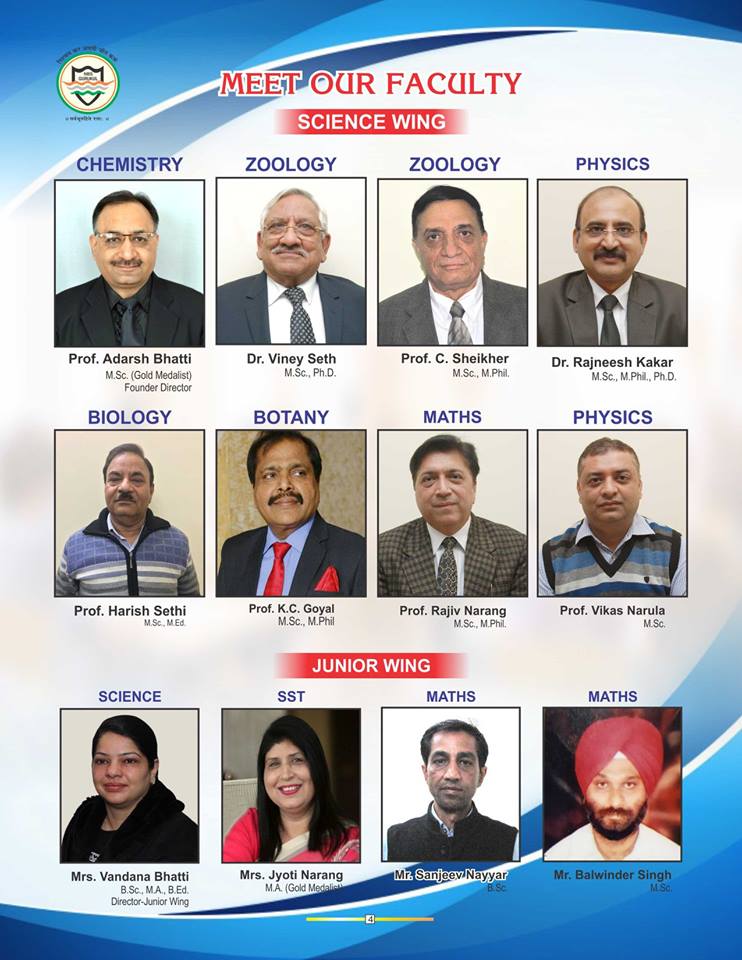 MEET OUR FACULTY
SCIENCE WING
CHEMISTRY
ZOOLOGY
ZOOLOGY
PHYSICS
Prof. Adarsh Bhatti
M.Sc. (Gold Medalist)
Founder Director
Dr. Viney Seth
M.Sc., Ph.D.
Prof. C. Sheikher
M.Sc., M.Phil.
Dr. Rajneesh Kakar
M.Sc., M.Phil., Ph.D.
BIOLOGY
BOTANY
MATHS
PHYSICS
Prof. Harish Sethi
M.Sc., M.Ed.
Prof. K.C. Goyal
M.Sc., M.Phil
Prof. Rajiv Narang
M.Sc., M.Phil.
Prof. Vikas Narula
M.Sc.
JUNIOR WING
SCIENCE
SST
MATHS
MATHS
Mrs. Vandana Bhatti
B.Sc., M.A., B.Ed.
Director-Junior Wing
Mrs. Jyoti Narang
M.A. (Gold Medalist)
Mr. Sanjeev Nayyar
B.Sc.
Mr. Balwinder Singh
M.Sc.
4